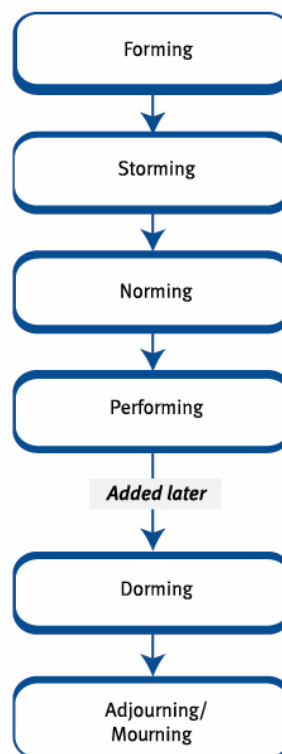 Forming
Storming
Norming
Performing
Added later
Dorming
Adjourning/
Mourning